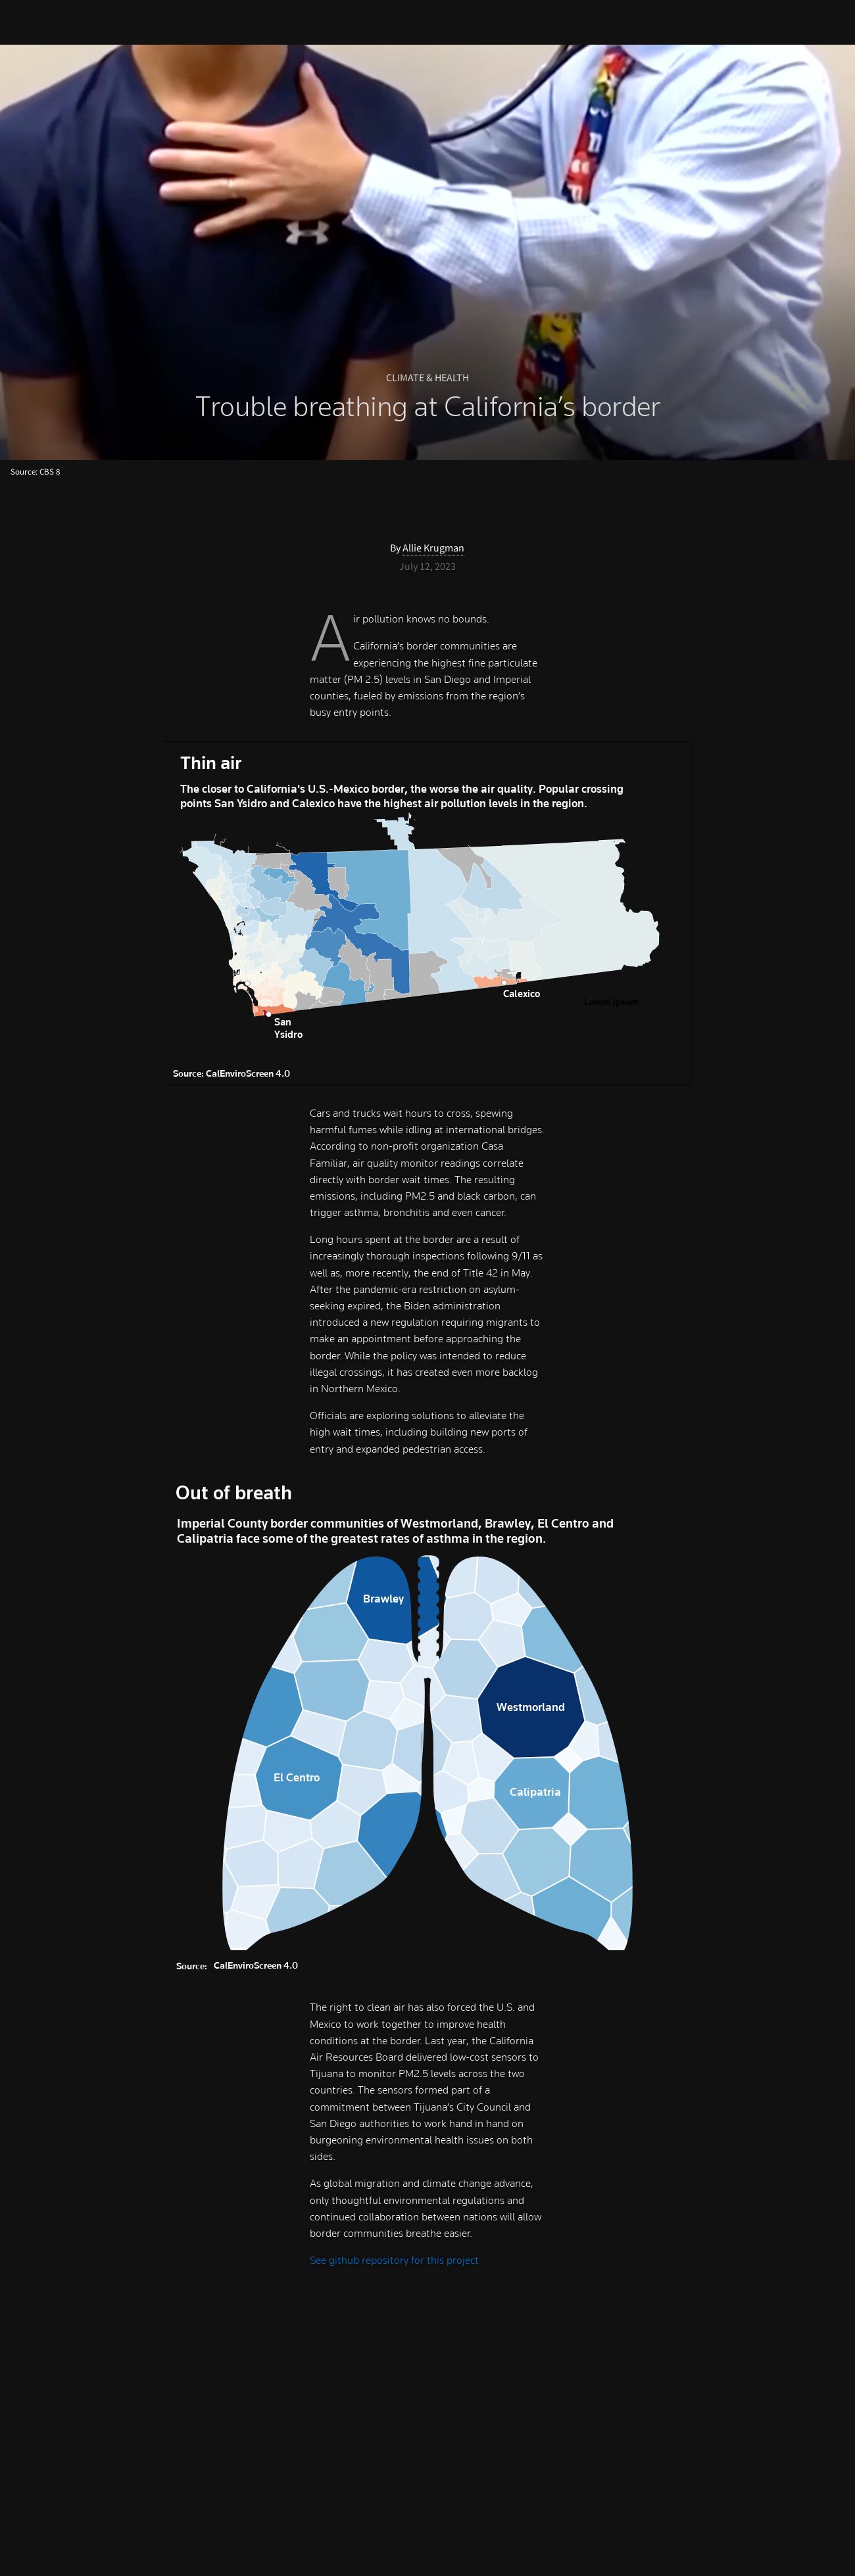 CLIMATE & HEALTH
Trouble breathing at California's border
Source: CBS 8
By Allie Krugman
July 12, 2023
Air pollution knows no bounds.
California's border communities are
experiencing the highest fine particulate
matter (PM 2.5) levels in San Diego and Imperial
counties, fueled by emissions from the region's
busy entry points.
Thin air
The closer to California's U.S.-Mexico border, the worse the air quality. Popular crossing
points San Ysidro and Calexico have the highest air pollution levels in the region.
Calexico
Lorem ipsum
San
Ysidro
Source: CalEnviroScreen 4.0
Cars and trucks wait hours to cross, spewing
harmful fumes while idling at international bridges.
According to non-profit organization Casa
Familiar, air quality monitor readings correlate
directly with border wait times. The resulting
emissions, including PM2.5 and black carbon, can
trigger asthma, bronchitis and even cancer.
Long hours spent at the border are a result of
increasingly thorough inspections following 9/11 as
well as, more recently, the end of Title 42 in May.
After the pandemic-era restriction on asylum-
seeking expired, the Biden administration
introduced a new regulation requiring migrants to
make an appointment before approaching the
border. While the policy was intended to reduce
illegal crossings, it has created even more backlog
in Northern Mexico.
Officials are exploring solutions to alleviate the
high wait times, including building new ports of
entry and expanded pedestrian access.
Out of breath
Imperial County border communities of Westmorland, Brawley, El Centro and
Calipatria face some of the greatest rates of asthma in the region.
Brawley
Westmorland
El Centro
Calipatria
Source: CalEnviroScreen 4.0
The right to clean air has also forced the U.S. and
Mexico to work together to improve health
conditions at the border. Last year, the California
Air Resources Board delivered low-cost sensors to
Tijuana to monitor PM2.5 levels across the two
countries. The sensors formed part of a
commitment between Tijuana's City Council and
San Diego authorities to work hand in hand on
burgeoning environmental health issues on both
sides.
As global migration and climate change advance,
only thoughtful environmental regulations and
continued collaboration between nations will allow
border communities breathe easier.
See github repository for this project.